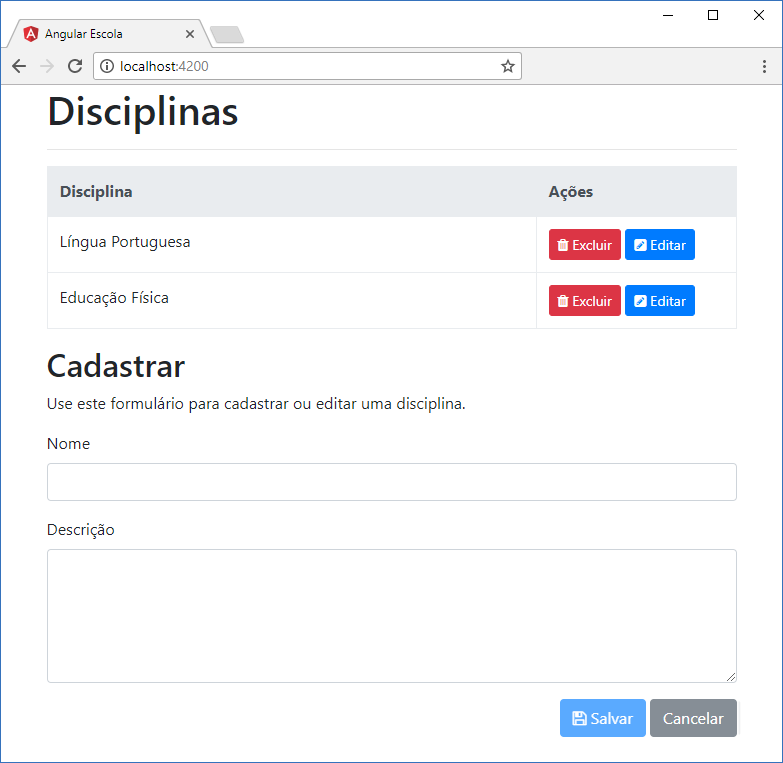 Angular Escola
localhost:4200
Disciplinas
Disciplina Ações
Língua Portuguesa Excluir Editar
Educação Física Excluir Editar
Cadastrar
Use este formulário para cadastrar ou editar uma disciplina.
Nome
Descrição
Salvar Cancelar